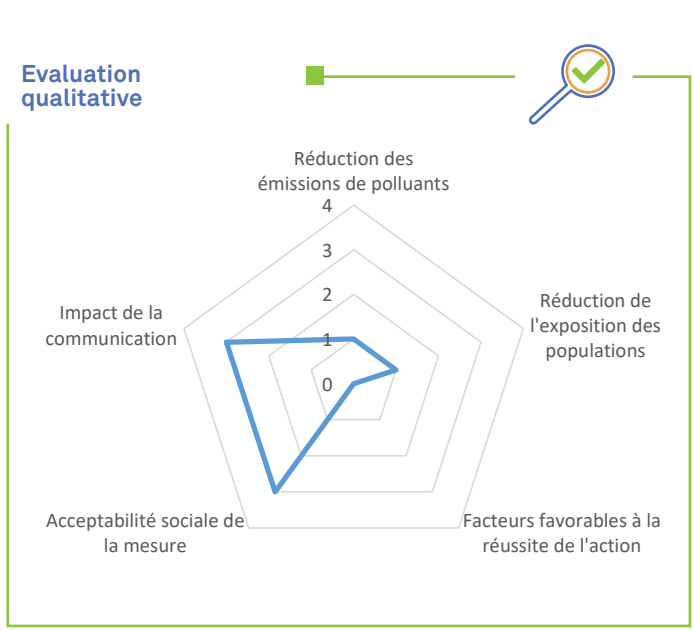 Evaluation
qualitative
Réduction des
émissions de polluants
4
3
2
1
0
Réduction de
l'exposition des
populations
Facteurs favorables à la
réussite de l'action
Acceptabilité sociale de
la mesure
Impact de la
communication